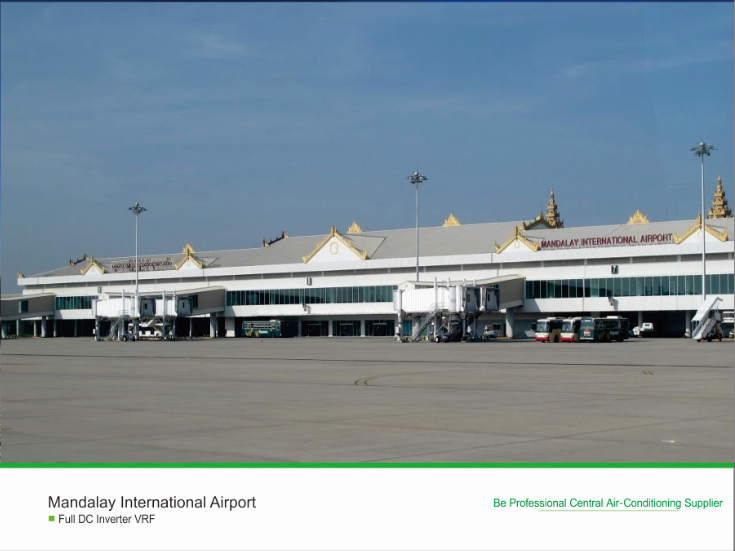 MANDALAY INTERNATIONAL AIRPORT
Mandalay International Airport
Full DC Inverter VRF
Be Professional Central Air-Conditioning Supplier